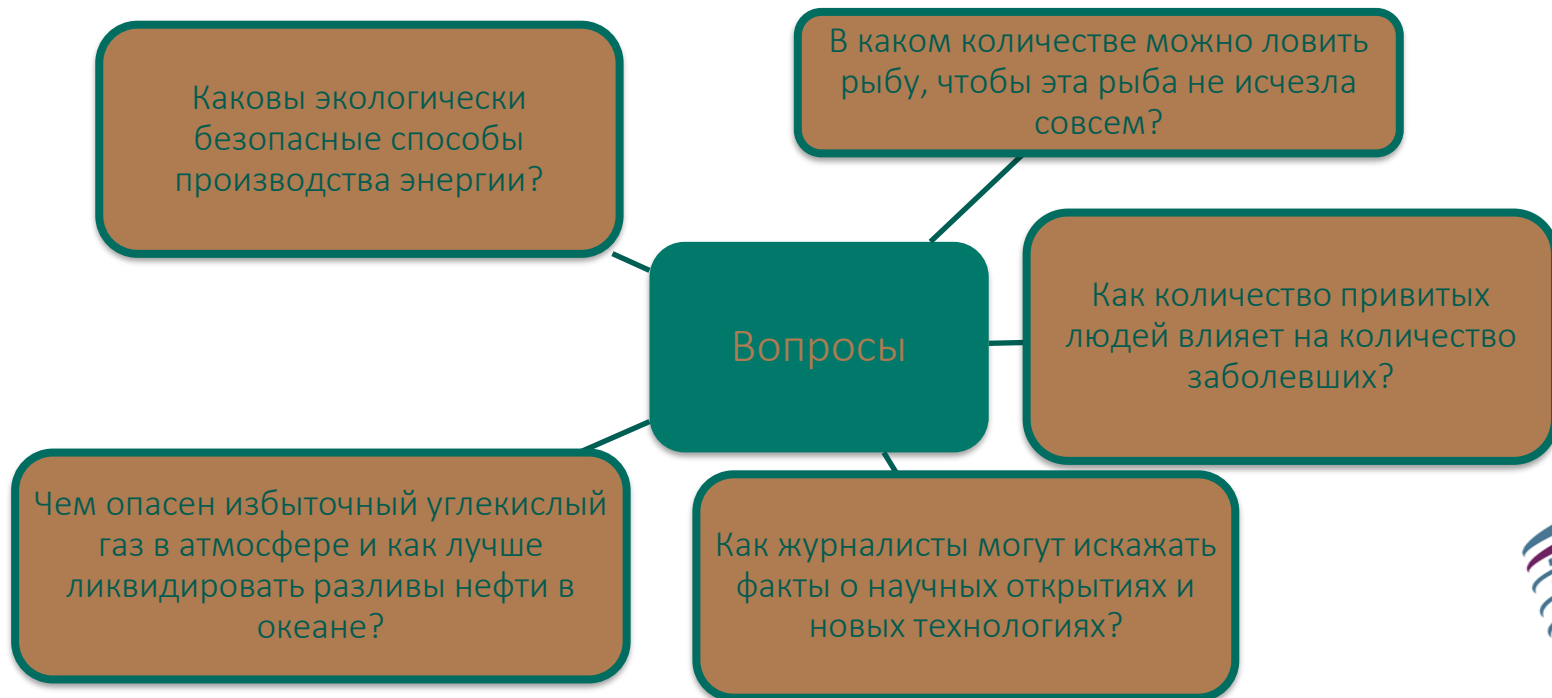 Каковы экологически
безопасные способы
производства энергии?
В каком количестве можно ловить
рыбу, чтобы эта рыба не исчезла
совсем?
Вопросы
Как количество привитых
людей влияет на количество
заболевших?
Чем опасен избыточный углекислый
газ в атмосфере и как лучше
ликвидировать разливы нефти в
океане?
Как журналисты могут искажать
факты о научных открытиях и
новых технологиях?